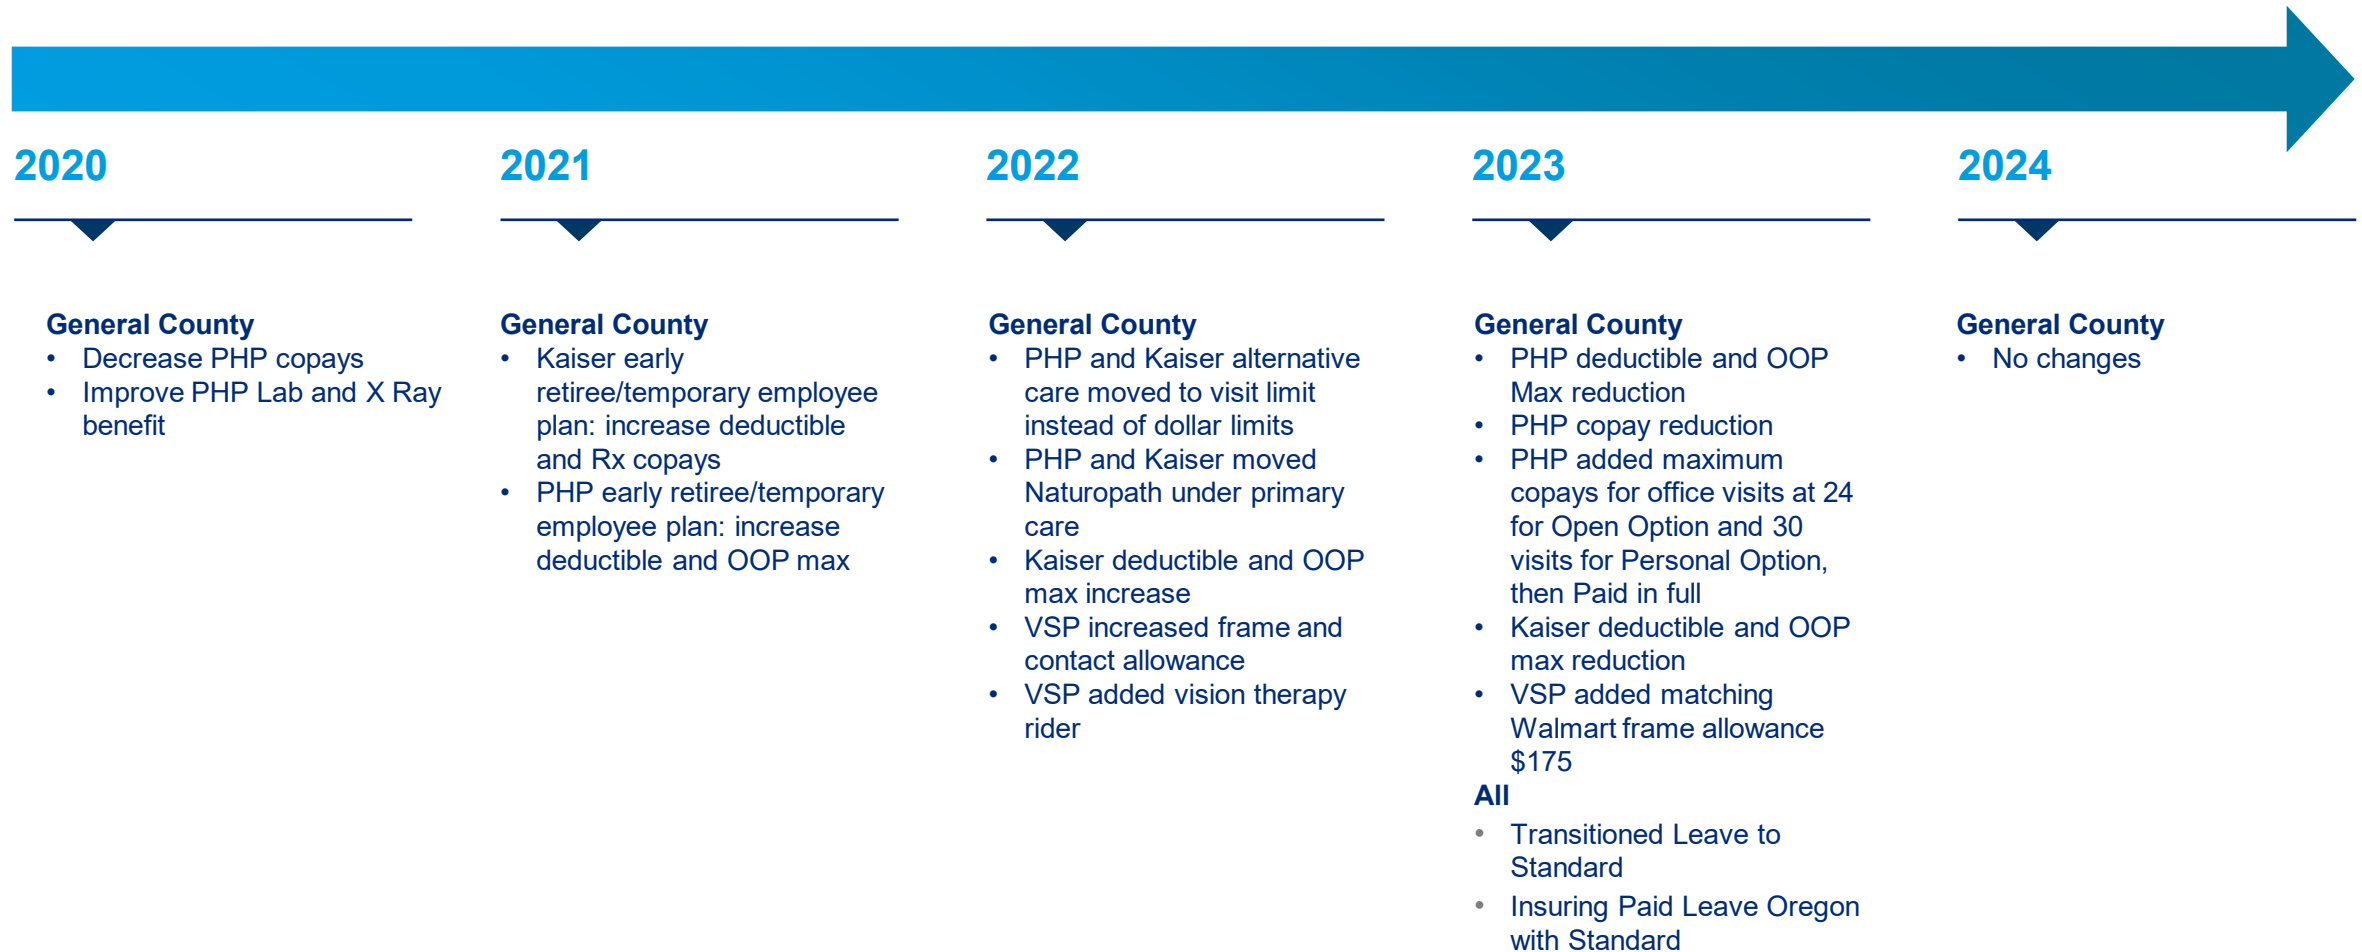 2020
2021
2022
2023
2024
General County
• Decrease PHP copays
• Improve PHP Lab and X Ray
benefit
General County
• Kaiser early
retiree/temporary employee
plan: increase deductible
and Rx copays
• PHP early retiree/temporary
employee plan: increase
deductible and OOP max
General County
• PHP and Kaiser alternative
care moved to visit limit
instead of dollar limits
• PHP and Kaiser moved
Naturopath under primary
care
• Kaiser deductible and OOP
max increase
• VSP increased frame and
contact allowance
• VSP added vision therapy
rider
General County
• PHP deductible and OOP
Max reduction
• PHP copay reduction
• PHP added maximum
copays for office visits at 24
for Open Option and 30
visits for Personal Option,
then Paid in full
• Kaiser deductible and OOP
max reduction
• VSP added matching
Walmart frame allowance
$175
All
• Transitioned Leave to
Standard
• Insuring Paid Leave Oregon
with Standard
General County
• No changes